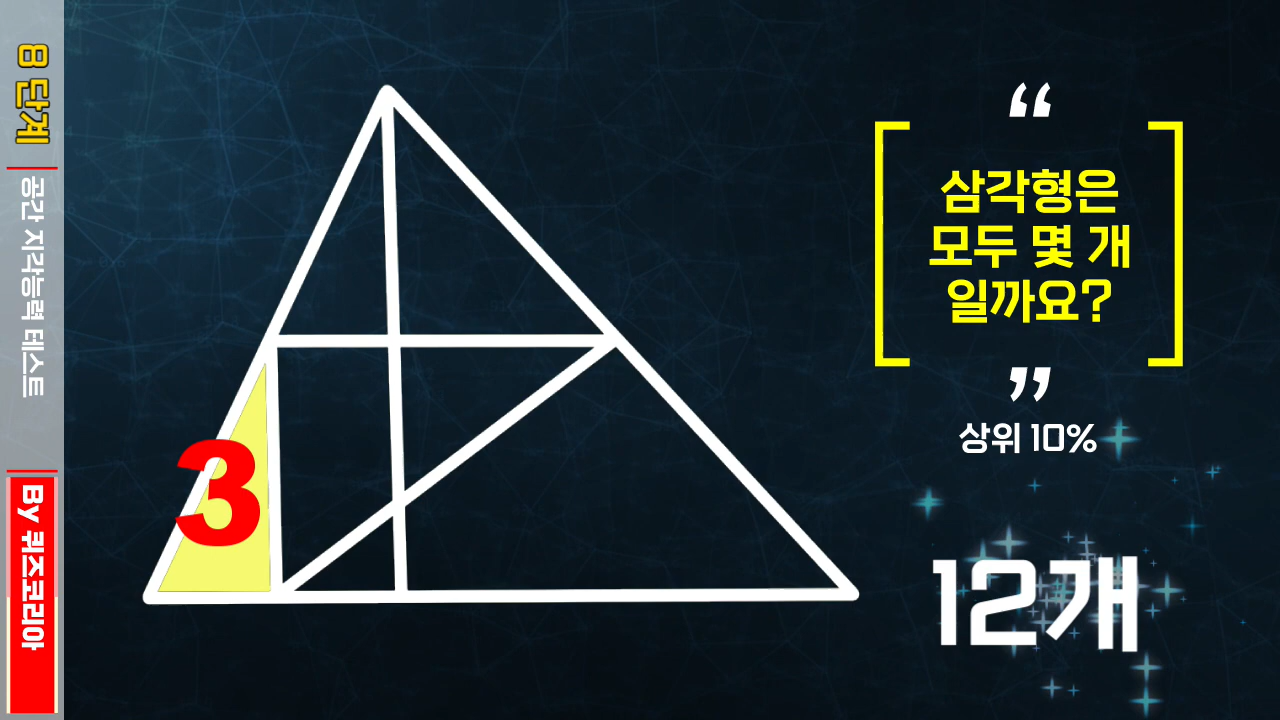 8 단계
공간 지각능력 테스트
By 퀴즈코리아
“
삼각형은
모두 몇 개
일까요?
”
상위 10%
12개
3